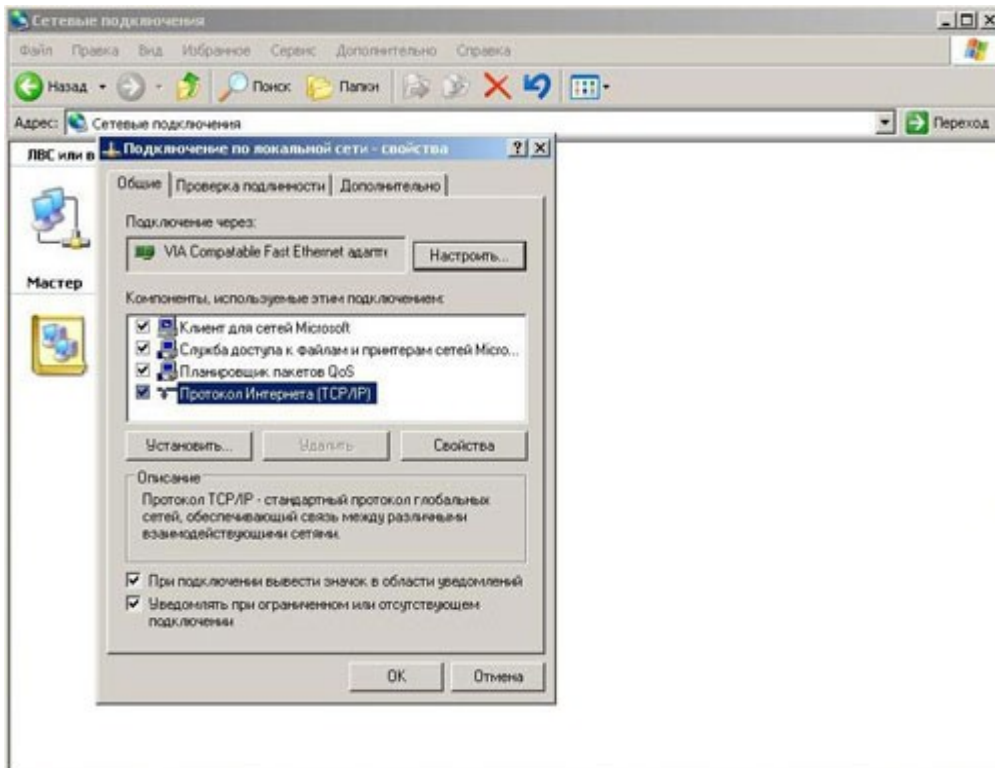 Сетевые подключения
Файл Правка Вид Избранное Сервис Дополнительно Справка
Назад Поиск Папки
Адрес: Сетевые подключения Переход
ЛВС или в
Подключение по локальной сети - свойства
Общие Проверка подлинности Дополнительно
Подключение через:
VIA Compatable Fast Ethernet адапте
Настроить...
Мастер
Компоненты, используемые этим подключением:
Клиент для сетей Microsoft
Служба доступа к файлам и принтерам сетей Micro...
Планировщик пакетов QoS
Протокол Интернета (TCP/IP)
Установить... Удалить Свойства
Описание
Протокол TCP/IP - стандартный протокол глобальных
сетей, обеспечивающий связь между различными
взаимодействующими сетями.
При подключении вывести значок в области уведомлений
Уведомлять при ограниченном или отсутствующем
подключении
OK Отмена